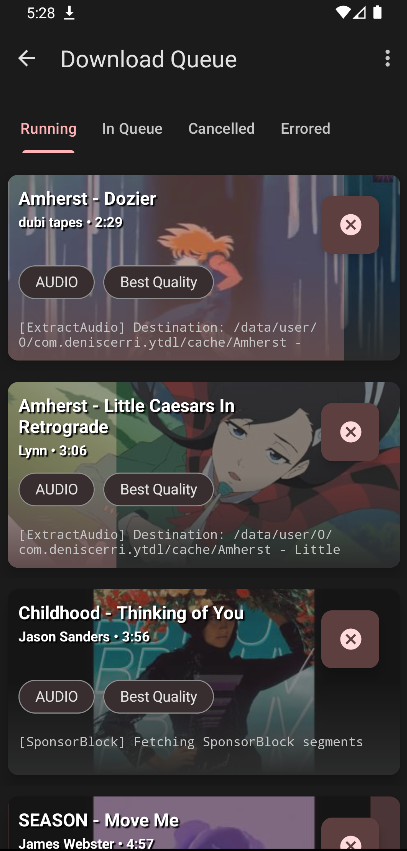 5:28
Download Queue
Running In Queue Cancelled Errored
Amherst - Dozier
dubi tapes • 2:29
AUDIO Best Quality
[ExtractAudio] Destination: /data/user/
0/com.deniscerri.ytdl/cache/Amherst -
Amherst - Little Caesars In
Retrograde
Lynn • 3:06
AUDIO Best Quality
[ExtractAudio] Destination: /data/user/0/
com.deniscerri.ytdl/cache/Amherst - Little
Childhood - Thinking of You
Jason Sanders • 3:56
AUDIO Best Quality
[SponsorBlock] Fetching SponsorBlock segments
SEASON - Move Me
James Webster • 4:57